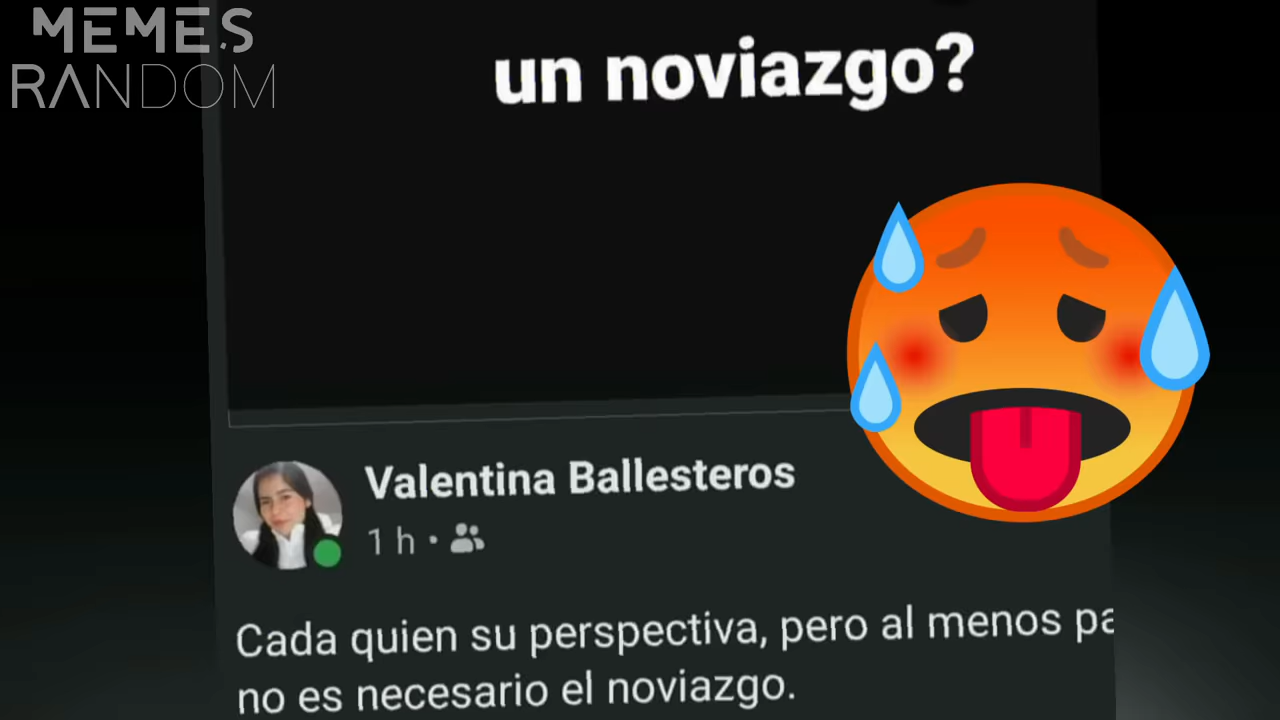 MEMES
RANDOM
un noviazgo?
Valentina Ballesteros
1 h •
Cada quien su perspectiva, pero al menos
no es necesario el noviazgo.